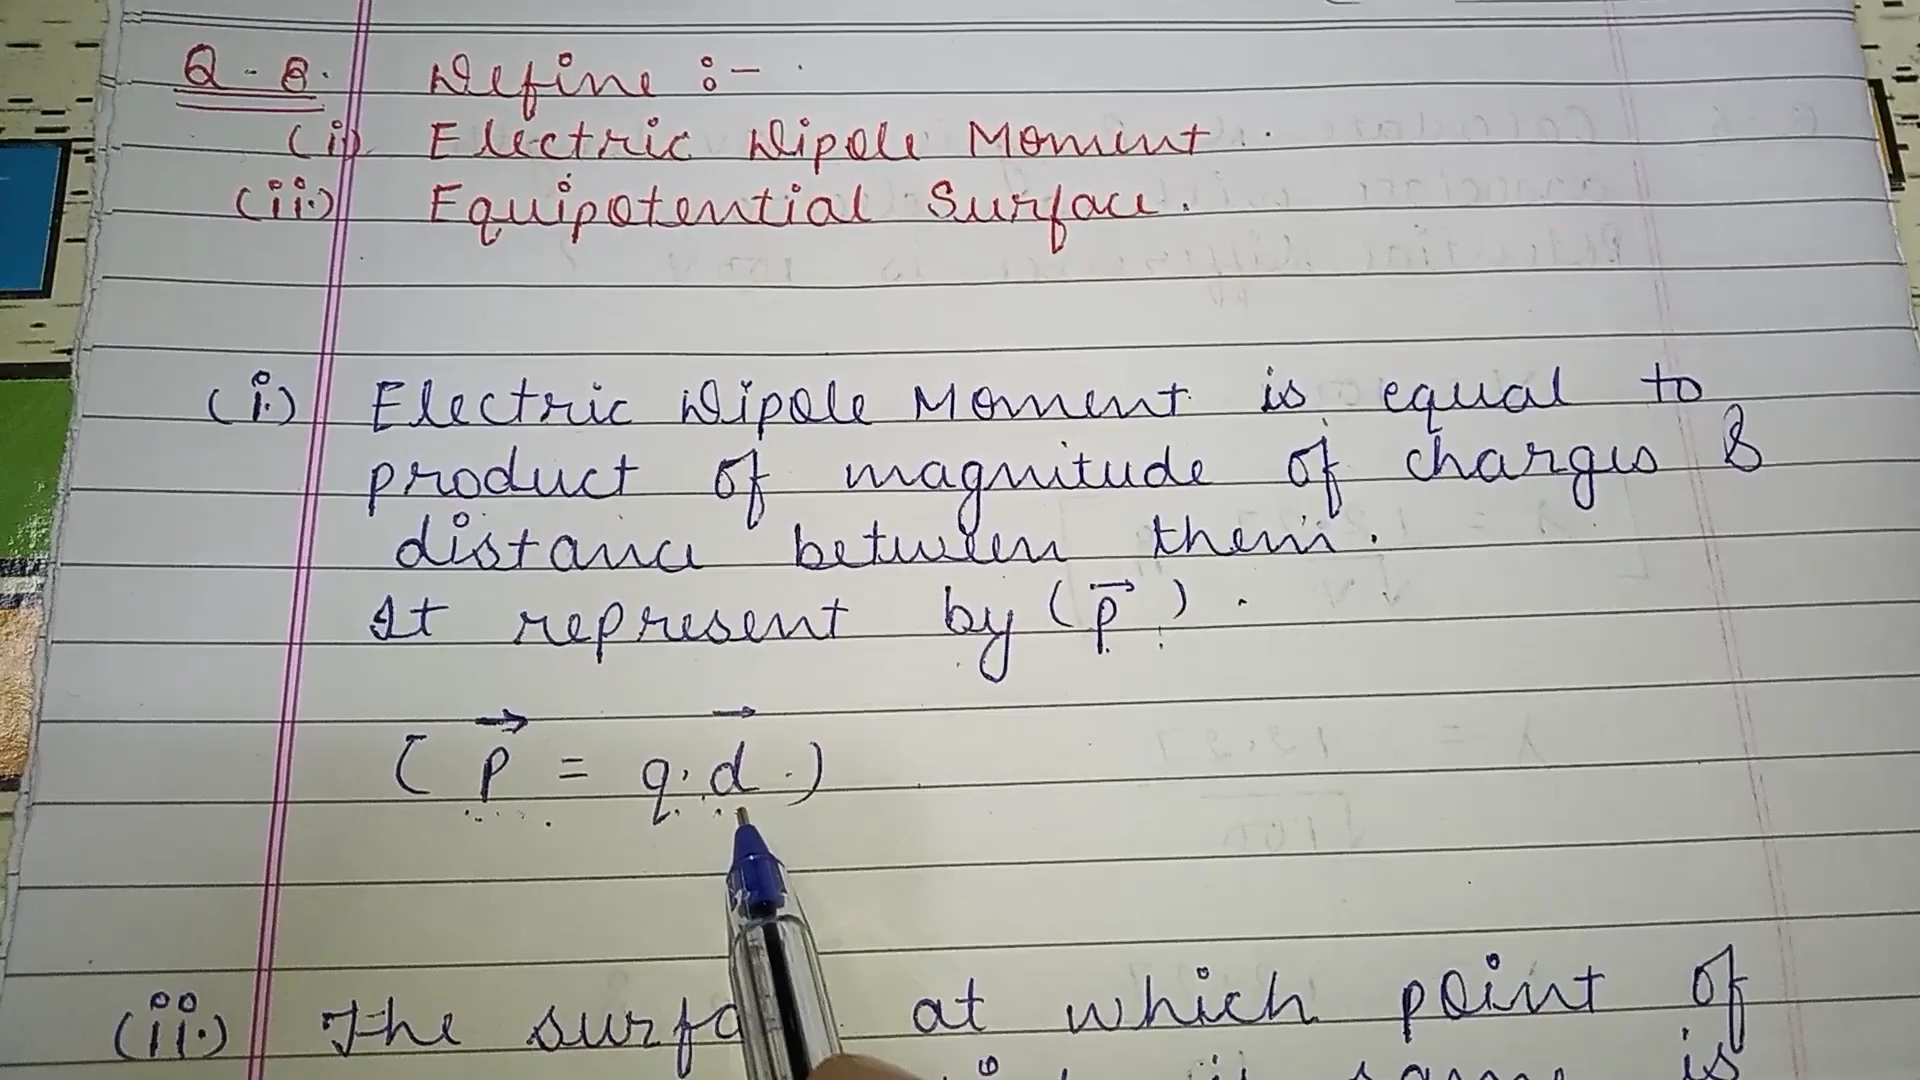 Q-8. Define :-
(i) Electric Dipole Moment.
(ii.) Equipotential Surface.
(i.) Electric Dipole Moment is equal to
product of magnitude of charges &
distance between them.
It represent by (p⃗).
(p⃗ = q.d⃗.)
(ii.) The at which point of
is